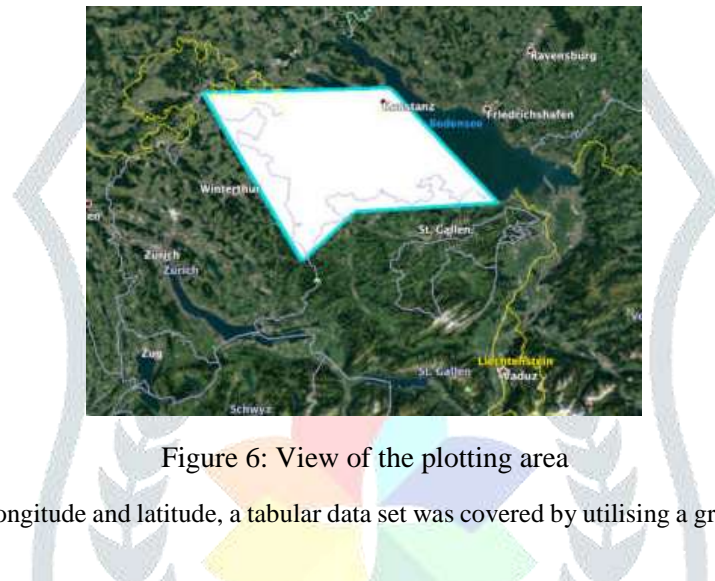 Ravensburg
Konstanz
Friedrichshafen
Bodensee
Winterthur
en
St. Gallen
Zürich
Zürich
Zug
Liechtenstein
St. Gallen
Vaduz
Schwyz
Figure 6: View of the plotting area
ongitude and latitude, a tabular data set was covered by utilising a gr